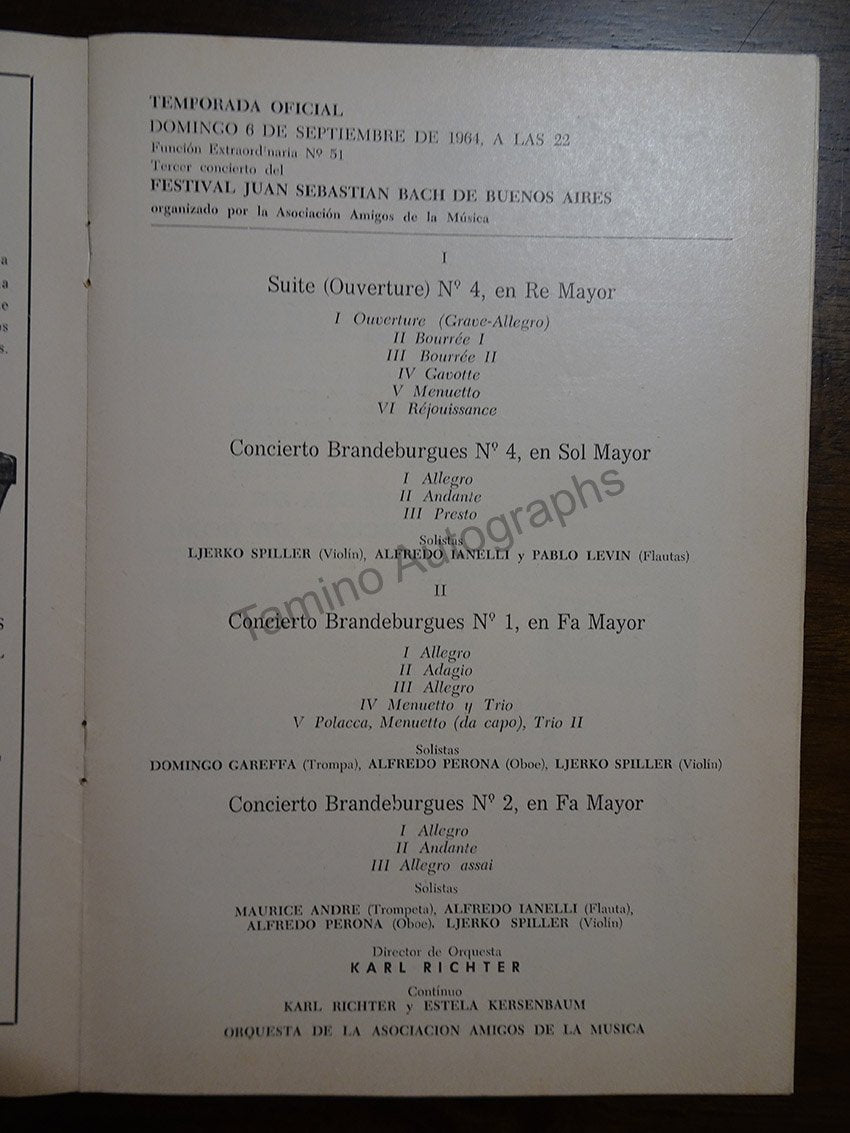 TEMPORADA OFICIAL
DOMINGO 6 DE SEPTIEMBRE DE 1964, A LAS 22
Función Extraordinaria Nº 51
Tercer concierto del
FESTIVAL JUAN SEBASTIAN BACH DE BUENOS AIRES
organizado por la Asociación Amigos de la Música
I
Suite (Ouverture) Nº 4, en Re Mayor
I Ouverture (Grave-Allegro)
II Bourrée I
III Bourrée II
IV Gavotte
V Menuetto
VI Réjouissance
Concierto Brandeburgues Nº 4, en Sol Mayor
I Allegro
II Andante
III Presto
Solistas
LJERKO SPILLER (Violín), ALFREDO IANELLI y PABLO LEVIN (Flautas)
II
Concierto Brandeburgues Nº 1, en Fa Mayor
I Allegro
II Adagio
III Allegro
IV Menuetto y Trio
V Polacca, Menuetto (da capo), Trio II
Solistas
DOMINGO GAREFFA (Trompa), ALFREDO PERONA (Oboe), LJERKO SPILLER (Violín)
Concierto Brandeburgues Nº 2, en Fa Mayor
I Allegro
II Andante
III Allegro assai
Solistas
MAURICE ANDRE (Trompeta), ALFREDO IANELLI (Flauta),
ALFREDO PERONA (Oboe), LJERKO SPILLER (Violín)
Director de Orquesta
KARL RICHTER
Contínuo
KARL RICHTER y ESTELA KERSENBAUM
ORQUESTA DE LA ASOCIACION AMIGOS DE LA MUSICA
Tamino Autographs